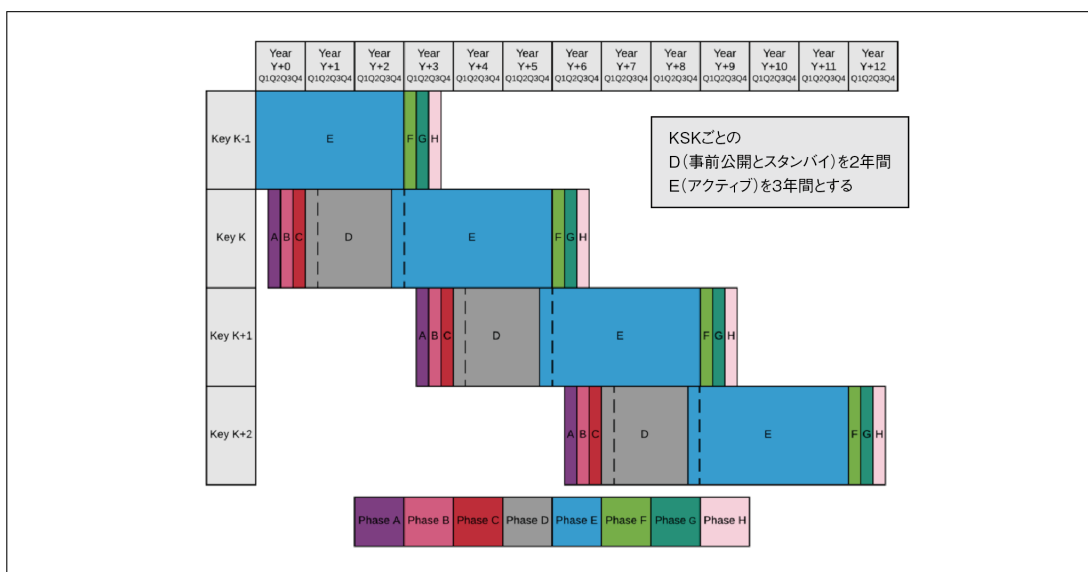 Year Year Year Year Year Year Year Year Year Year Year Year Year
Y+0 Y+1 Y+2 Y+3 Y+4 Y+5 Y+6 Y+7 Y+8 Y+9 Y+10 Y+11 Y+12
Q1Q2Q3Q4 Q1Q2Q3Q4 Q1Q2Q3Q4 Q1Q2Q3Q4 Q1Q2Q3Q4 Q1Q2Q3Q4 Q1Q2Q3Q4 Q1Q2Q3Q4 Q1Q2Q3Q4 Q1Q2Q3Q4 Q1Q2Q3Q4 Q1Q2Q3Q4 Q1Q2Q3Q4
Key K-1 E F G H
KSKごとの
D(事前公開とスタンバイ)を2年間
E(アクティブ)を3年間とする
Key K A B C D E F G H
Key K+1 A B C D E F G H
Key K+2 A B C D E F G H
Phase A Phase B Phase C Phase D Phase E Phase F Phase G Phase H